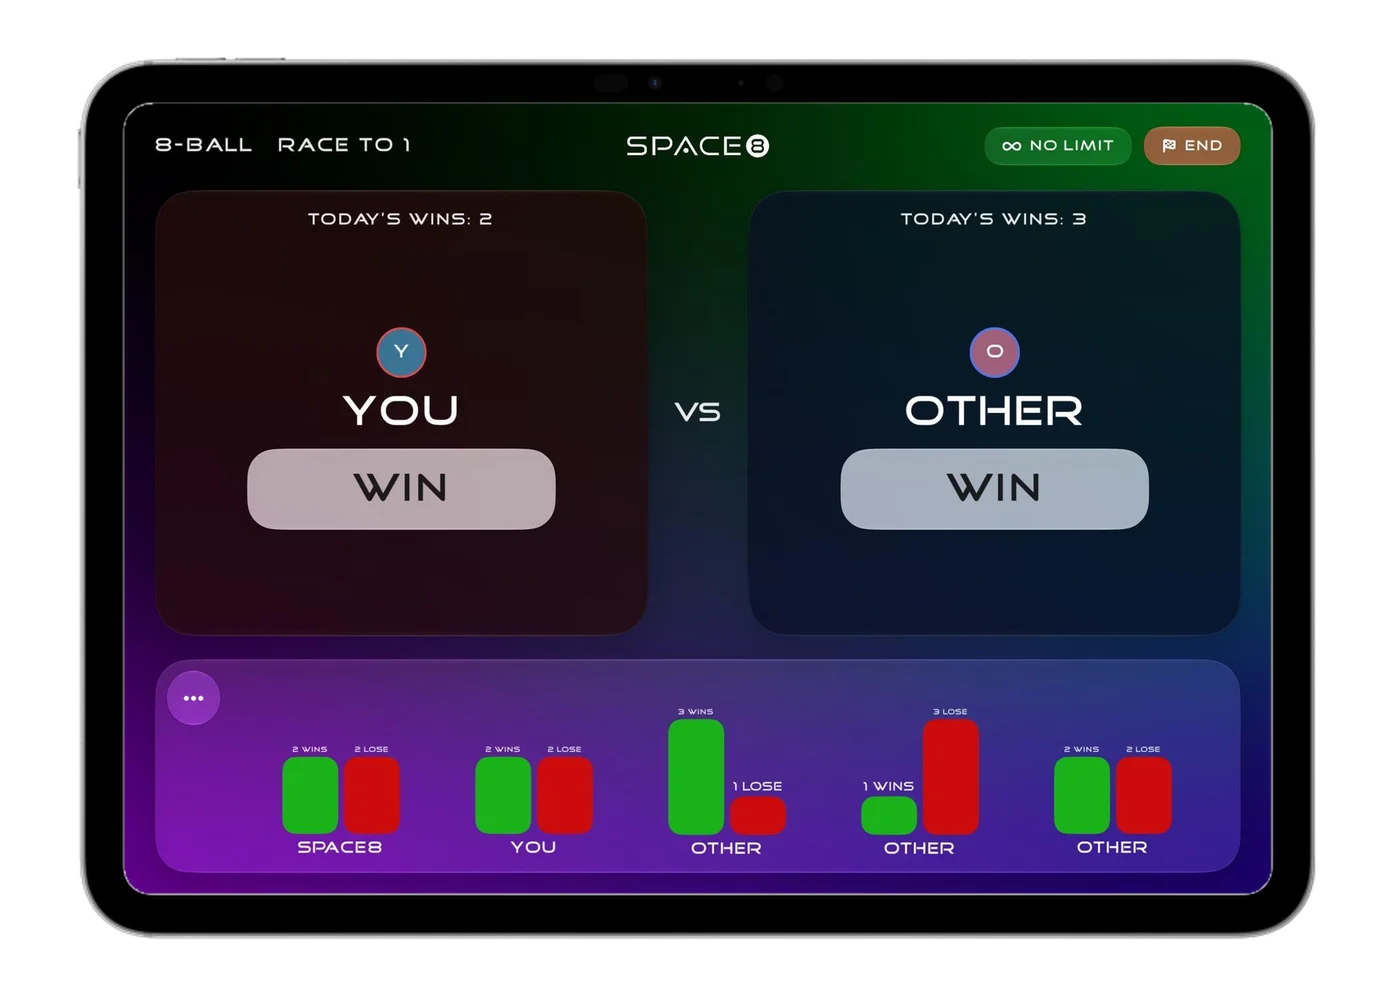 8-BALL RACE TO 1
SPACE8
NO LIMIT
END
TODAY'S WINS: 2
Y
YOU
WIN
VS
TODAY'S WINS: 3
O
OTHER
WIN
2 WINS 2 LOSE
SPACE8
2 WINS 2 LOSE
YOU
3 WINS
1 LOSE
OTHER
3 LOSE
1 WINS
OTHER
2 WINS 2 LOSE
OTHER